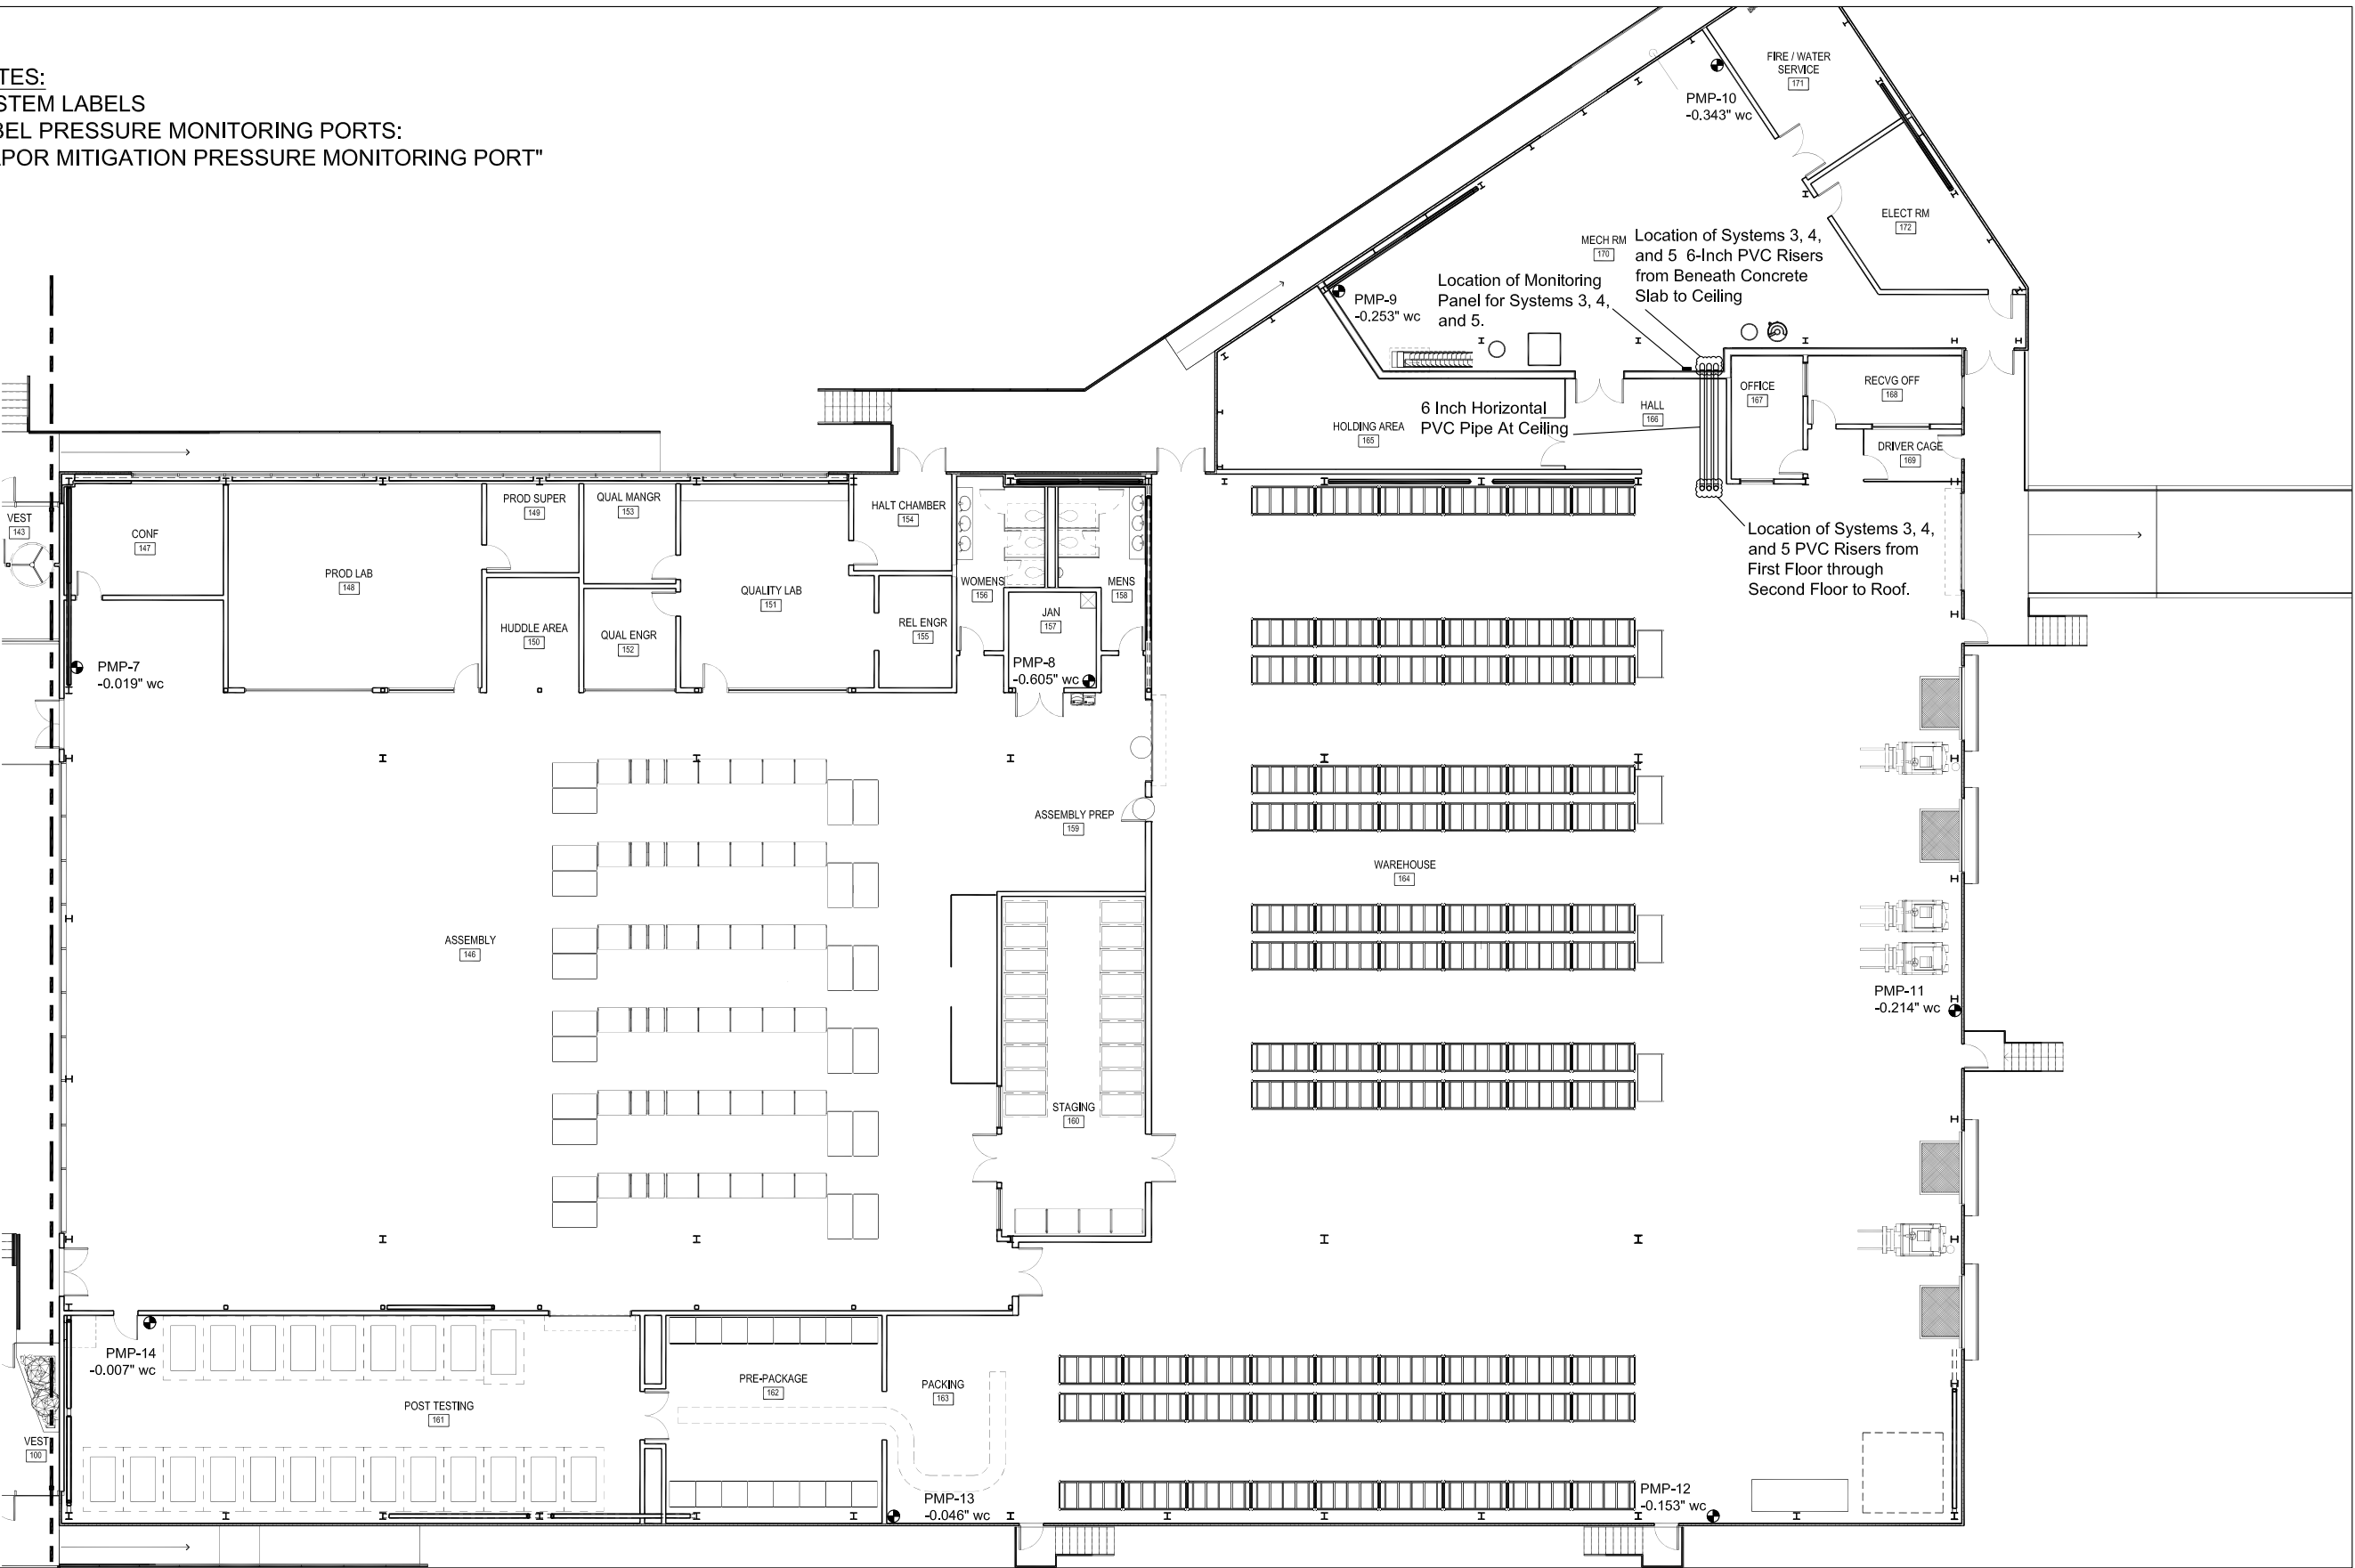 TES:
STEM LABELS
BEL PRESSURE MONITORING PORTS:
APOR MITIGATION PRESSURE MONITORING PORT"
FIRE / WATER
SERVICE
171
PMP-10
-0.343" wc
ELECT RM
172
MECH RM
170
Location of Systems 3, 4,
and 5 6-Inch PVC Risers
from Beneath Concrete
Slab to Ceiling
Location of Monitoring
Panel for Systems 3, 4,
and 5.
PMP-9
-0.253" wc
OFFICE
167
RECVG OFF
168
HALL
166
6 Inch Horizontal
PVC Pipe At Ceiling
HOLDING AREA
165
DRIVER CAGE
169
Location of Systems 3, 4,
and 5 PVC Risers from
First Floor through
Second Floor to Roof.
VEST
143
CONF
147
PROD LAB
148
PROD SUPER
149
QUAL MANGR
153
HALT CHAMBER
154
HUDDLE AREA
150
QUAL ENGR
152
QUALITY LAB
151
REL ENGR
155
WOMENS
156
JAN
157
MENS
158
PMP-7
-0.019" wc
PMP-8
-0.605" wc
ASSEMBLY PREP
159
WAREHOUSE
164
ASSEMBLY
146
PMP-11
-0.214" wc
STAGING
160
PMP-14
-0.007" wc
POST TESTING
161
PRE-PACKAGE
162
PACKING
163
VEST
100
PMP-13
-0.046" wc
PMP-12
-0.153" wc